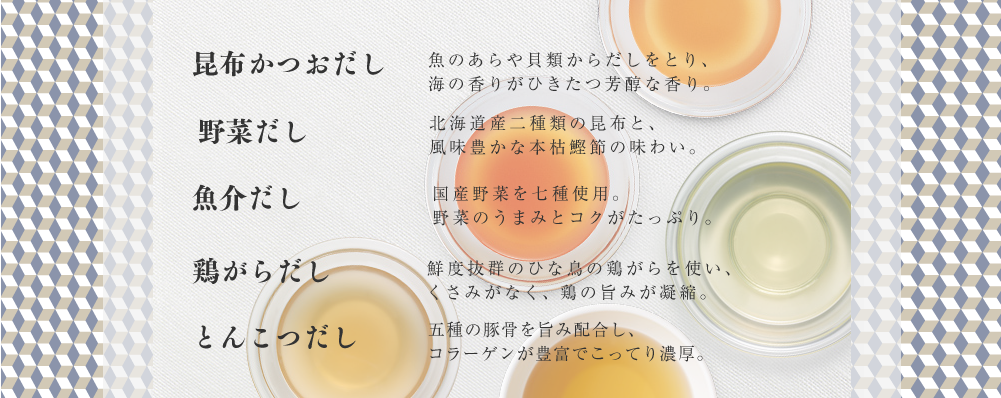 昆布かつおだし
魚のあらや貝類からだしをとり、
海の香りがひきたつ芳醇な香り。
野菜だし
北海道産二種類の昆布と、
風味豊かな本枯鰹節の味わい。
魚介だし
国産野菜を七種使用。
野菜のうまみとコクがたっぷり。
鶏がらだし
鮮度抜群のひな鳥の鶏がらを使い、
くさみがなく、鶏の旨みが凝縮。
とんこつだし
五種の豚骨を旨み配合し、
コラーゲンが豊富でこってり濃厚。